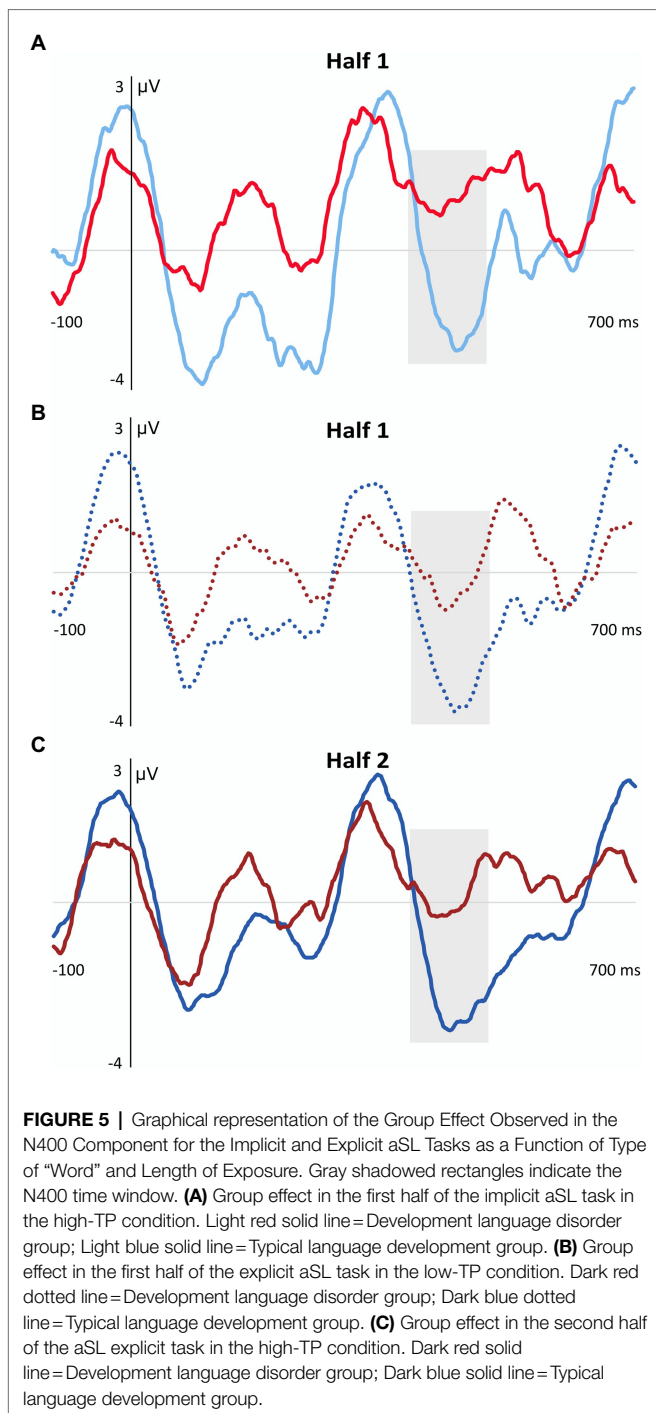 A
Half 1
3 µV
-100
700 ms
-4
B
Half 1
3 µV
-100
700 ms
-4
C
Half 2
3 µV
-100
700 ms
-4
FIGURE 5 | Graphical representation of the Group Effect Observed in the
N400 Component for the Implicit and Explicit aSL Tasks as a Function of Type
of “Word” and Length of Exposure. Gray shadowed rectangles indicate the
N400 time window. (A) Group effect in the first half of the implicit aSL task in
the high-TP condition. Light red solid line = Development language disorder
group; Light blue solid line = Typical language development group. (B) Group
effect in the first half of the explicit aSL task in the low-TP condition. Dark red
dotted line = Development language disorder group; Dark blue dotted
line = Typical language development group. (C) Group effect in the second half
of the aSL explicit task in the high-TP condition. Dark red solid
line = Development language disorder group; Dark blue solid line = Typical
language development group.